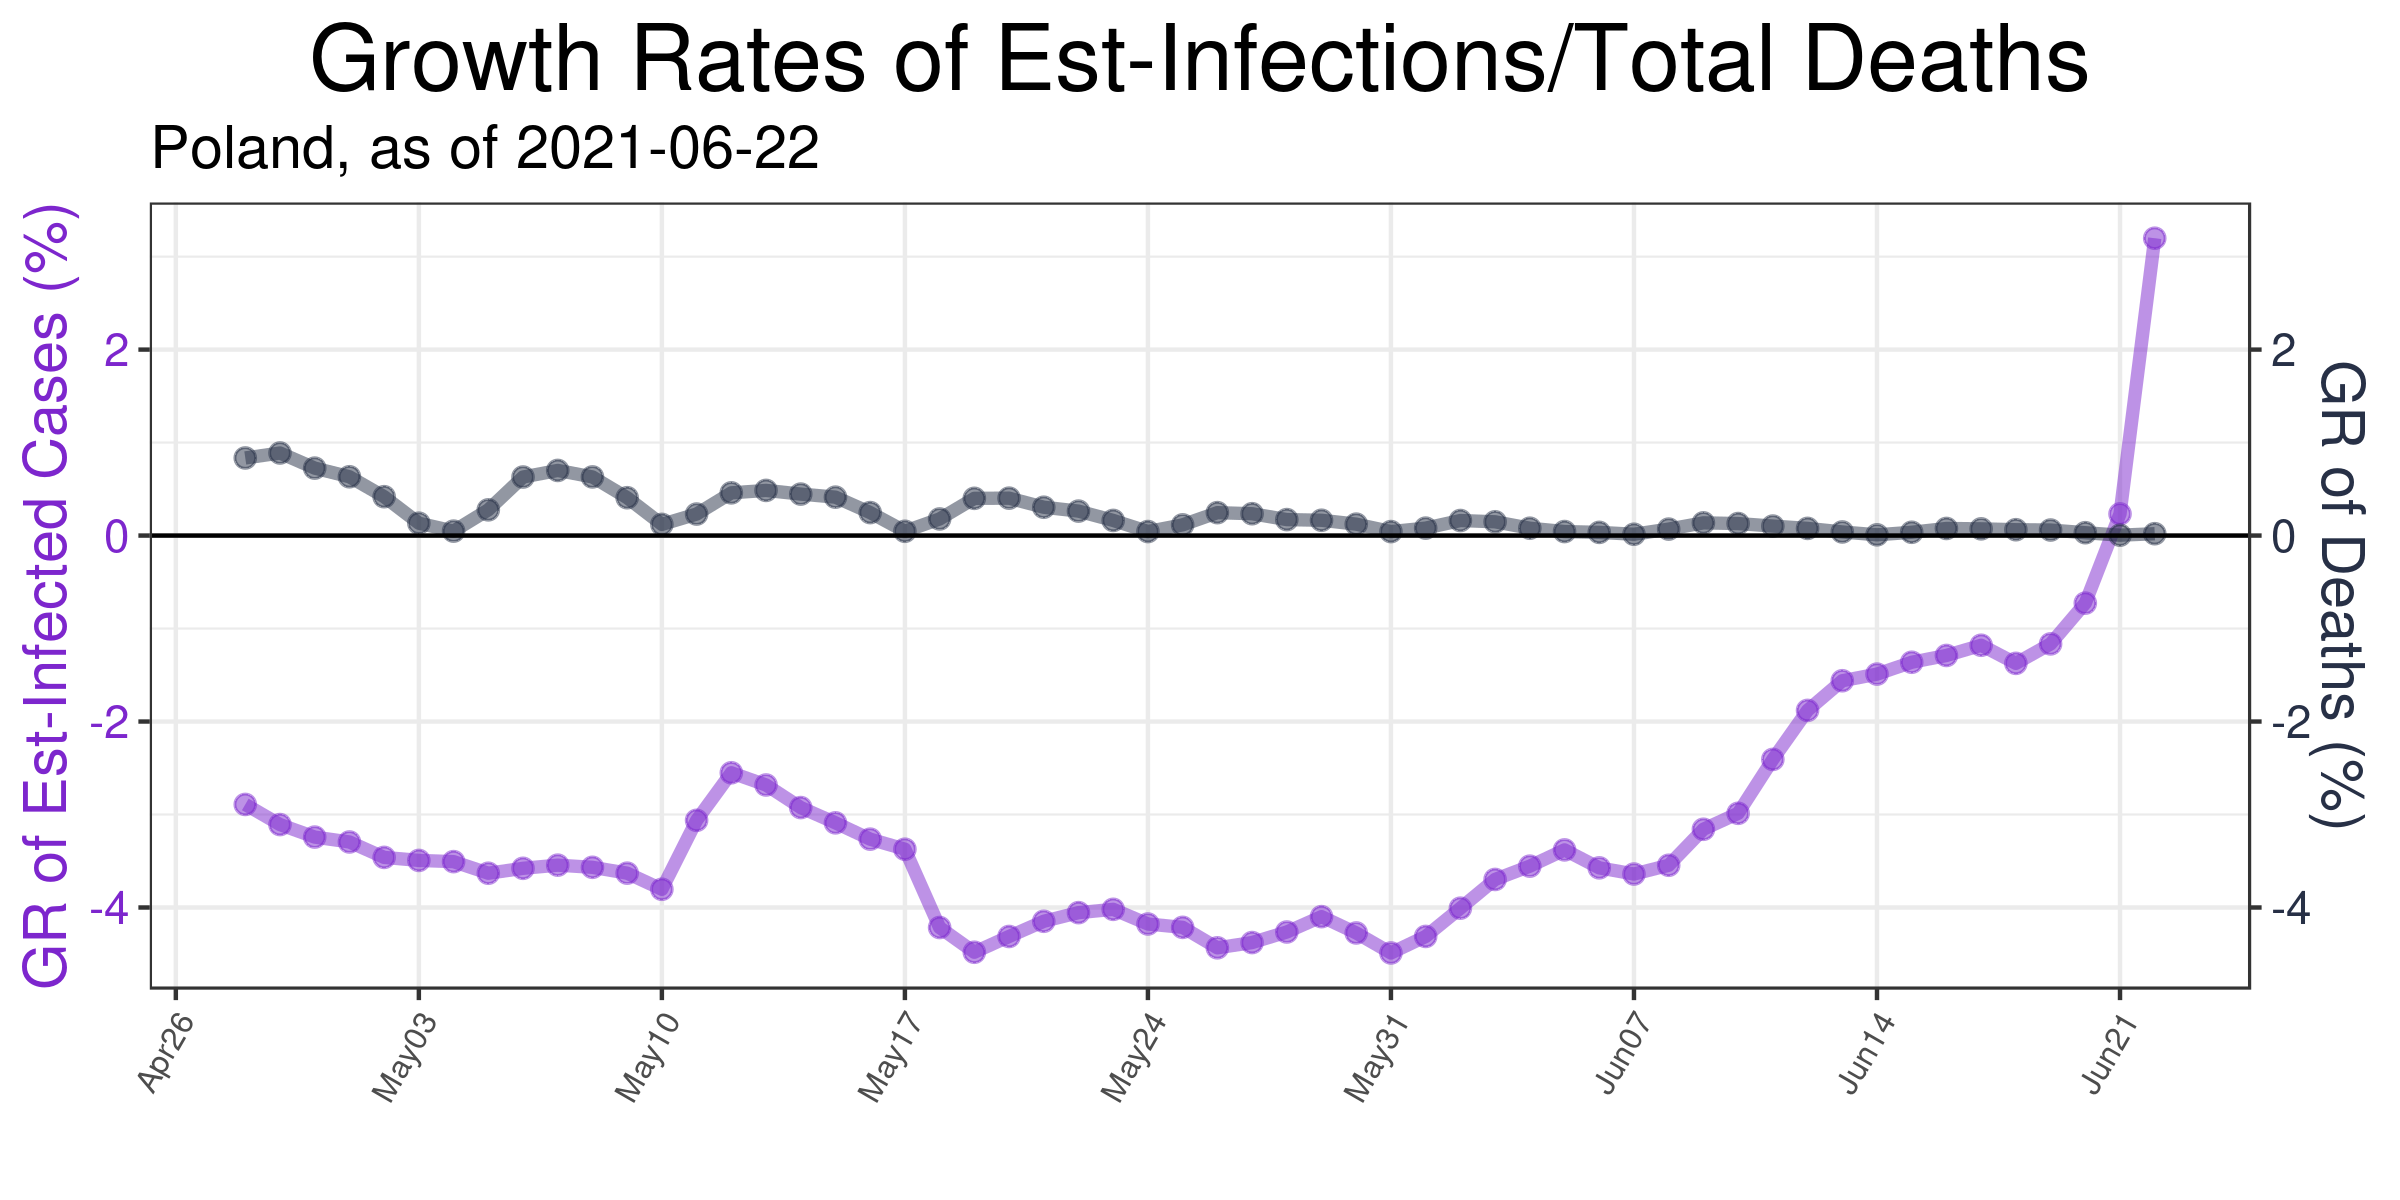 Growth Rates of Est-Infections/Total Deaths
Poland, as of 2021-06-22
GR of Est-Infected Cases (%)
2
0
-2
-4
2
0
-2
-4
GR of Deaths (%)
Apr26
May03
May10
May17
May24
May31
Jun07
Jun14
Jun21